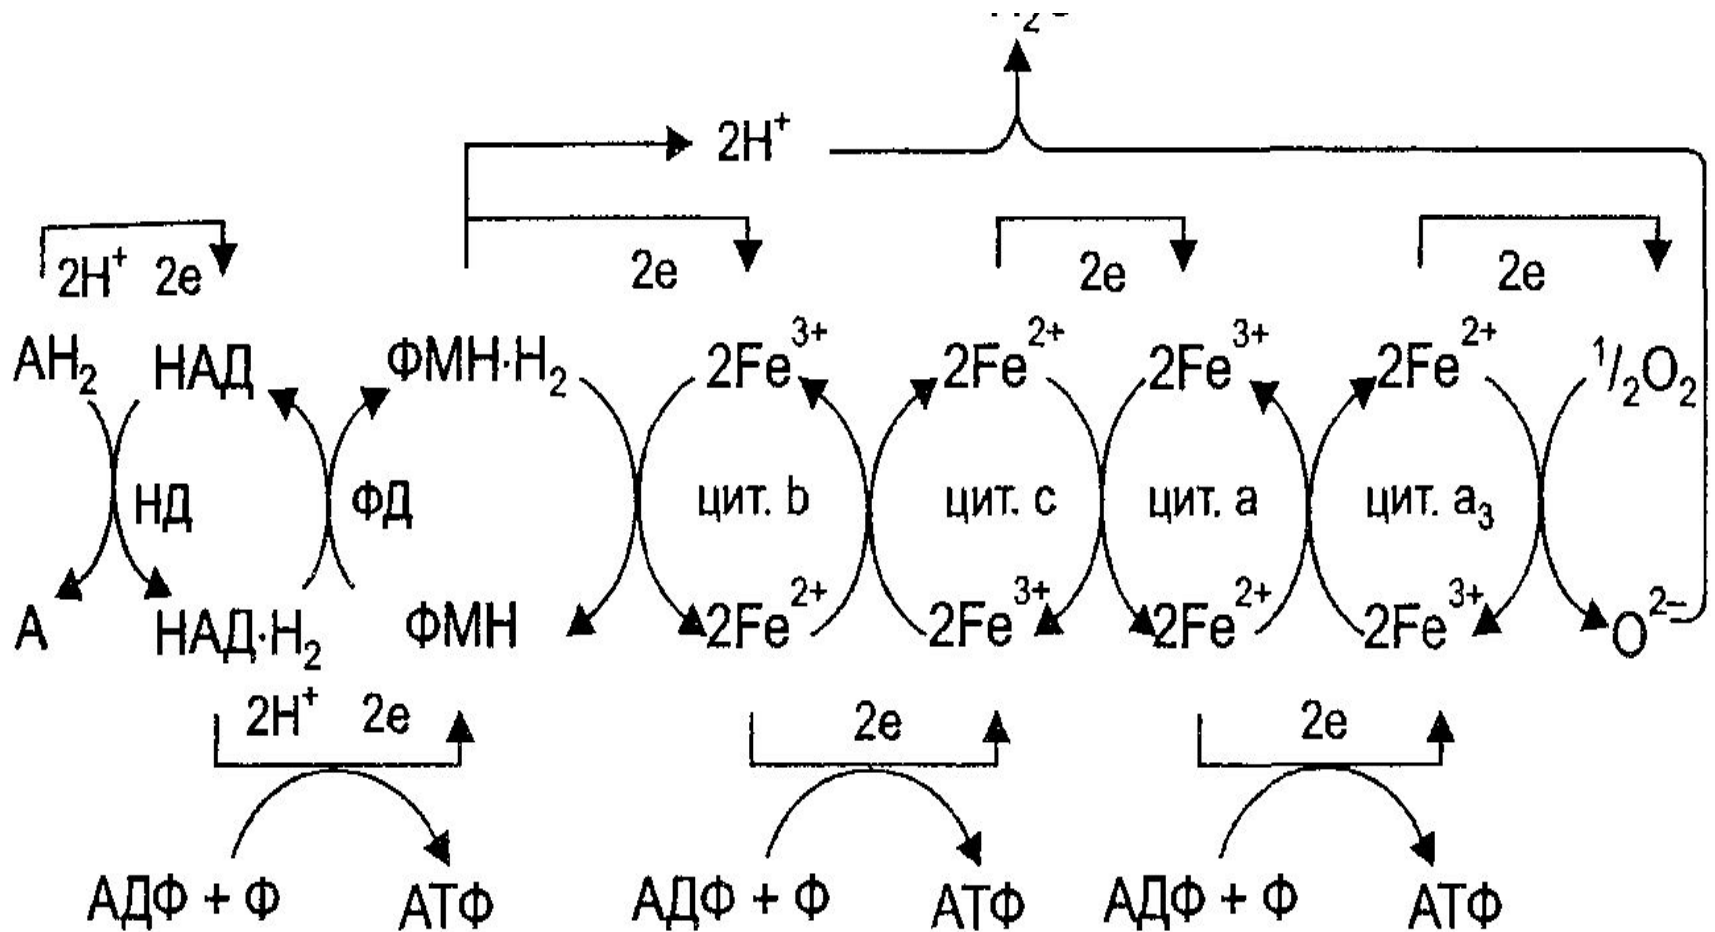 2H⁺
2H⁺ 2e 2e 2e 2e
AH₂ НАД ФМН·H₂ 2Fe³⁺ 2Fe²⁺ 2Fe³⁺ 2Fe²⁺ ¹/₂O₂
НД ФД цит. b цит. c цит. a цит. a₃
A НАД·H₂ ФМН 2Fe²⁺ 2Fe³⁺ 2Fe²⁺ 2Fe³⁺ O²⁻
2H⁺ 2e 2e 2e
АДФ + Ф АТФ АДФ + Ф АТФ АДФ + Ф АТФ